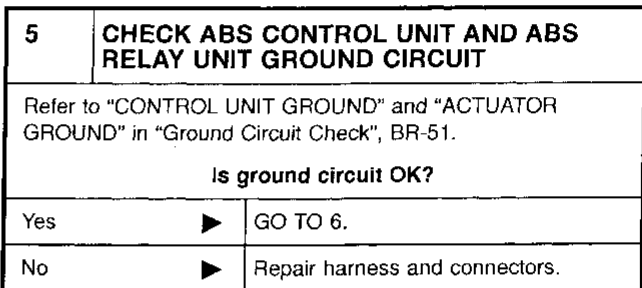 5 CHECK ABS CONTROL UNIT AND ABS
RELAY UNIT GROUND CIRCUIT
Refer to “CONTROL UNIT GROUND” and “ACTUATOR
GROUND” in “Ground Circuit Check”, BR-51.
Is ground circuit OK?
Yes ▶ GO TO 6.
No ▶ Repair harness and connectors.